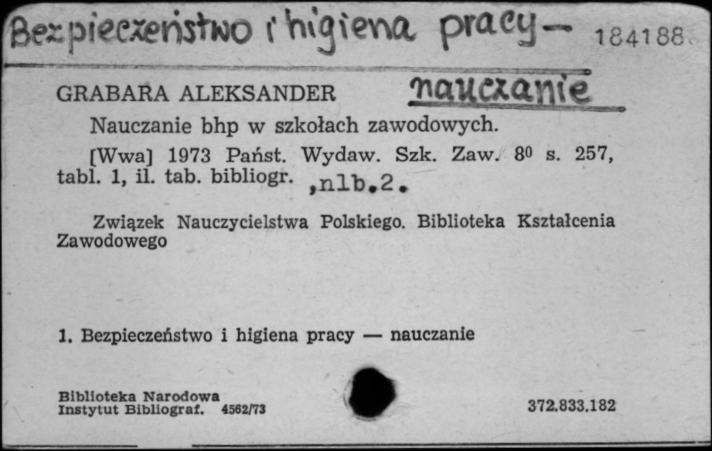 Bezpieczeństwo i higiena pracy — 184188
nauczanie
GRABARA ALEKSANDER
Nauczanie bhp w szkołach zawodowych.
[Wwa] 1973 Państ. Wydaw. Szk. Zaw. 8⁰ s. 257,
tabl. 1, il. tab. bibliogr. ,nlb.2.
Związek Nauczycielstwa Polskiego. Biblioteka Kształcenia
Zawodowego
1. Bezpieczeństwo i higiena pracy — nauczanie
Biblioteka Narodowa
Instytut Bibliograf. 4562/73 372.833.182